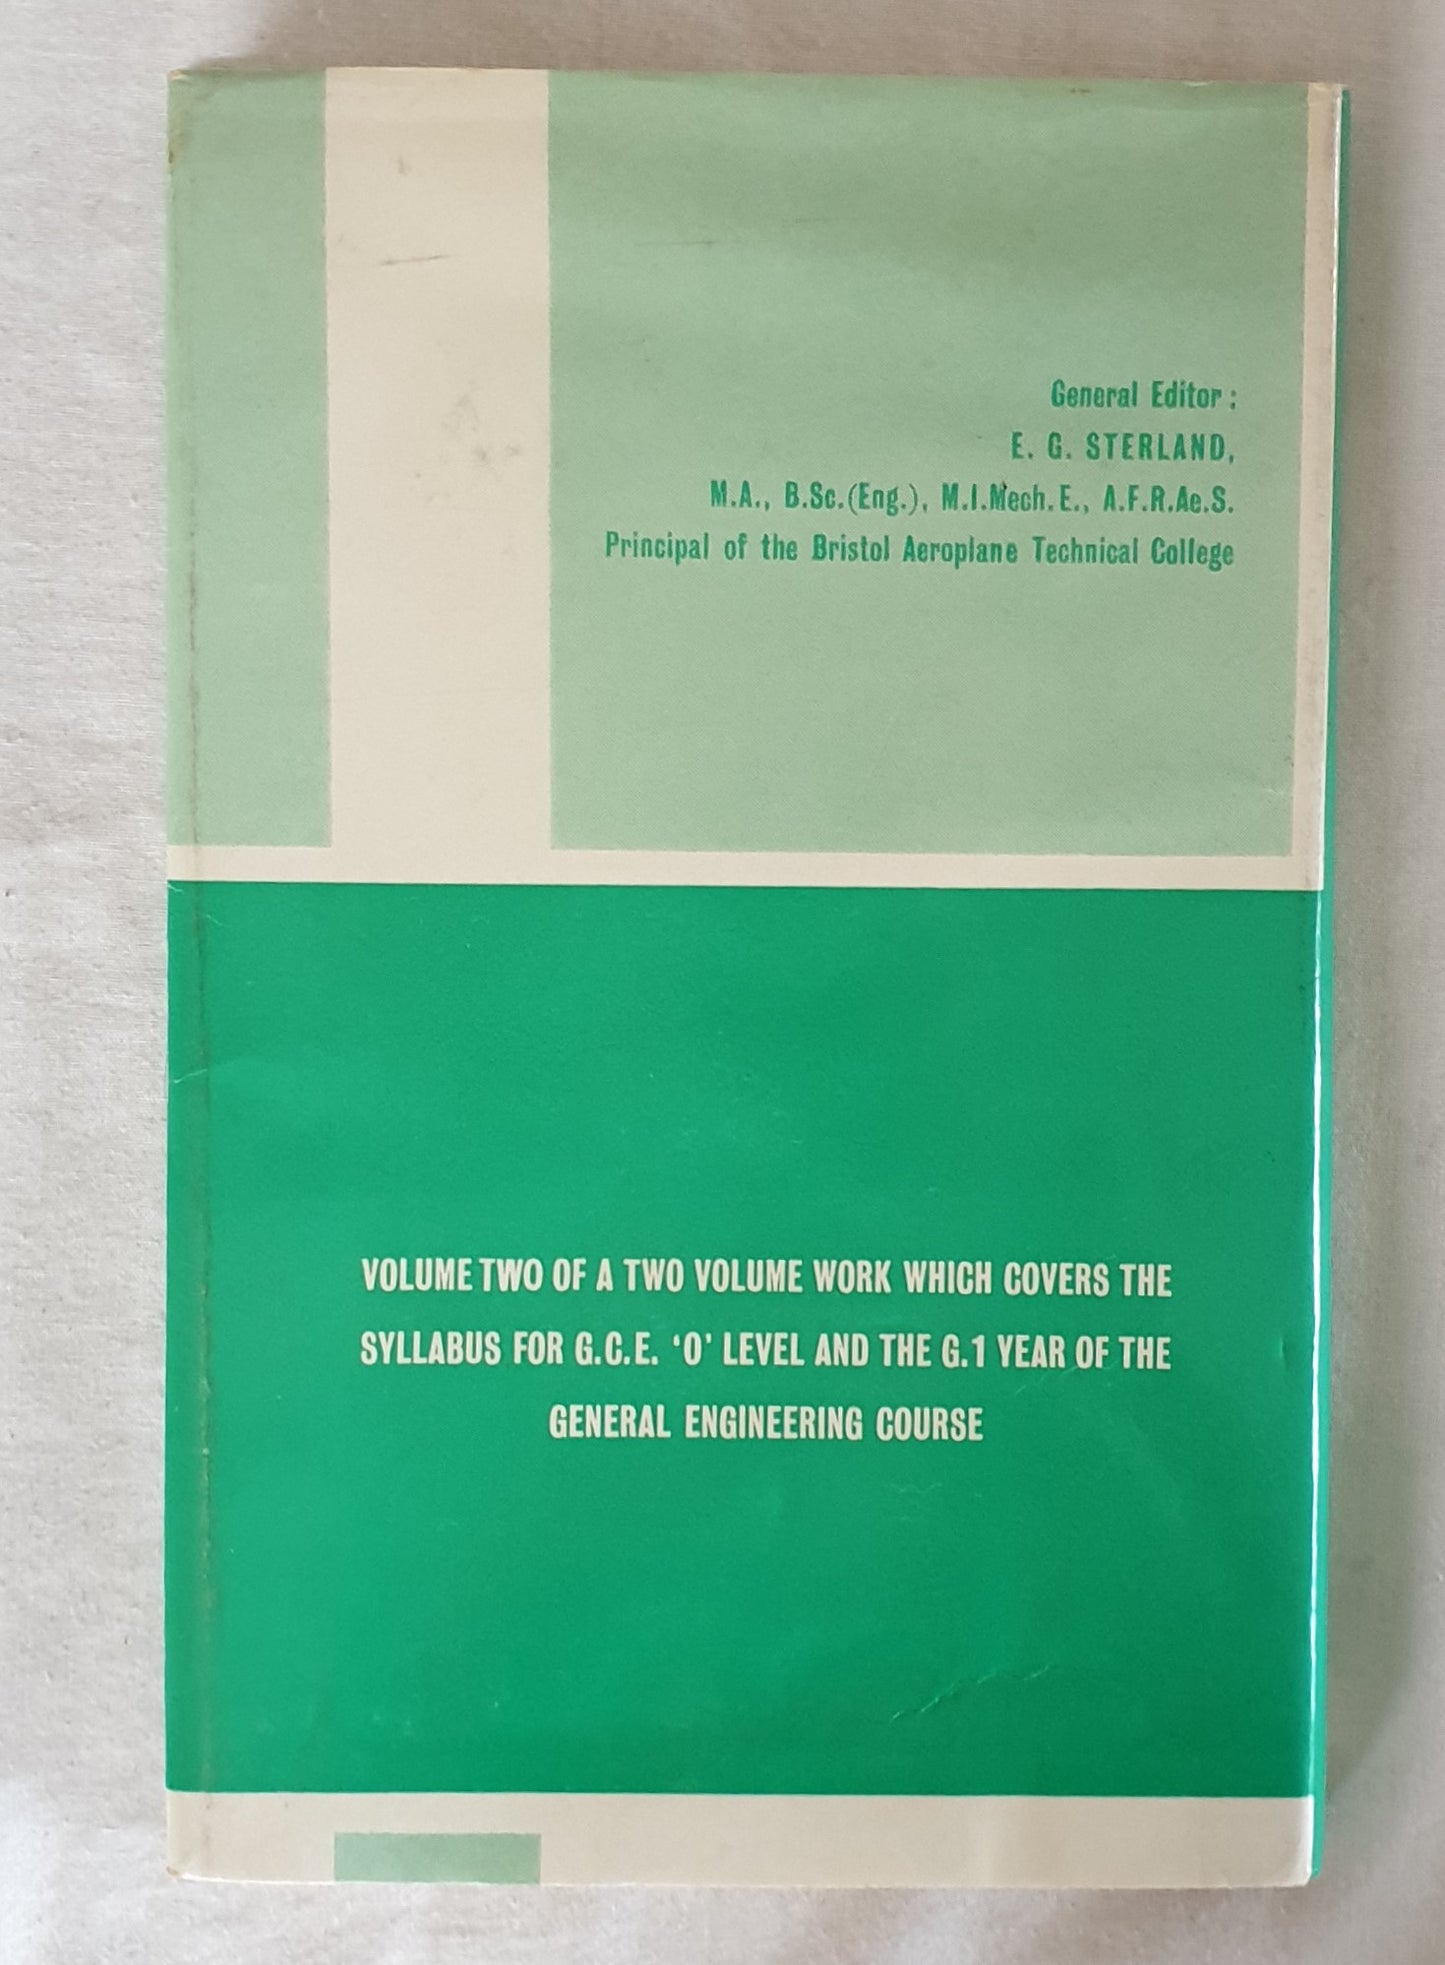 General Editor:
E. G. STERLAND,
M.A., B.Sc.(Eng.), M.I.Mech.E., A.F.R.Ae.S.
Principal of the Bristol Aeroplane Technical College
VOLUME TWO OF A TWO VOLUME WORK WHICH COVERS THE
SYLLABUS FOR G.C.E. ‘O’ LEVEL AND THE G.1 YEAR OF THE
GENERAL ENGINEERING COURSE